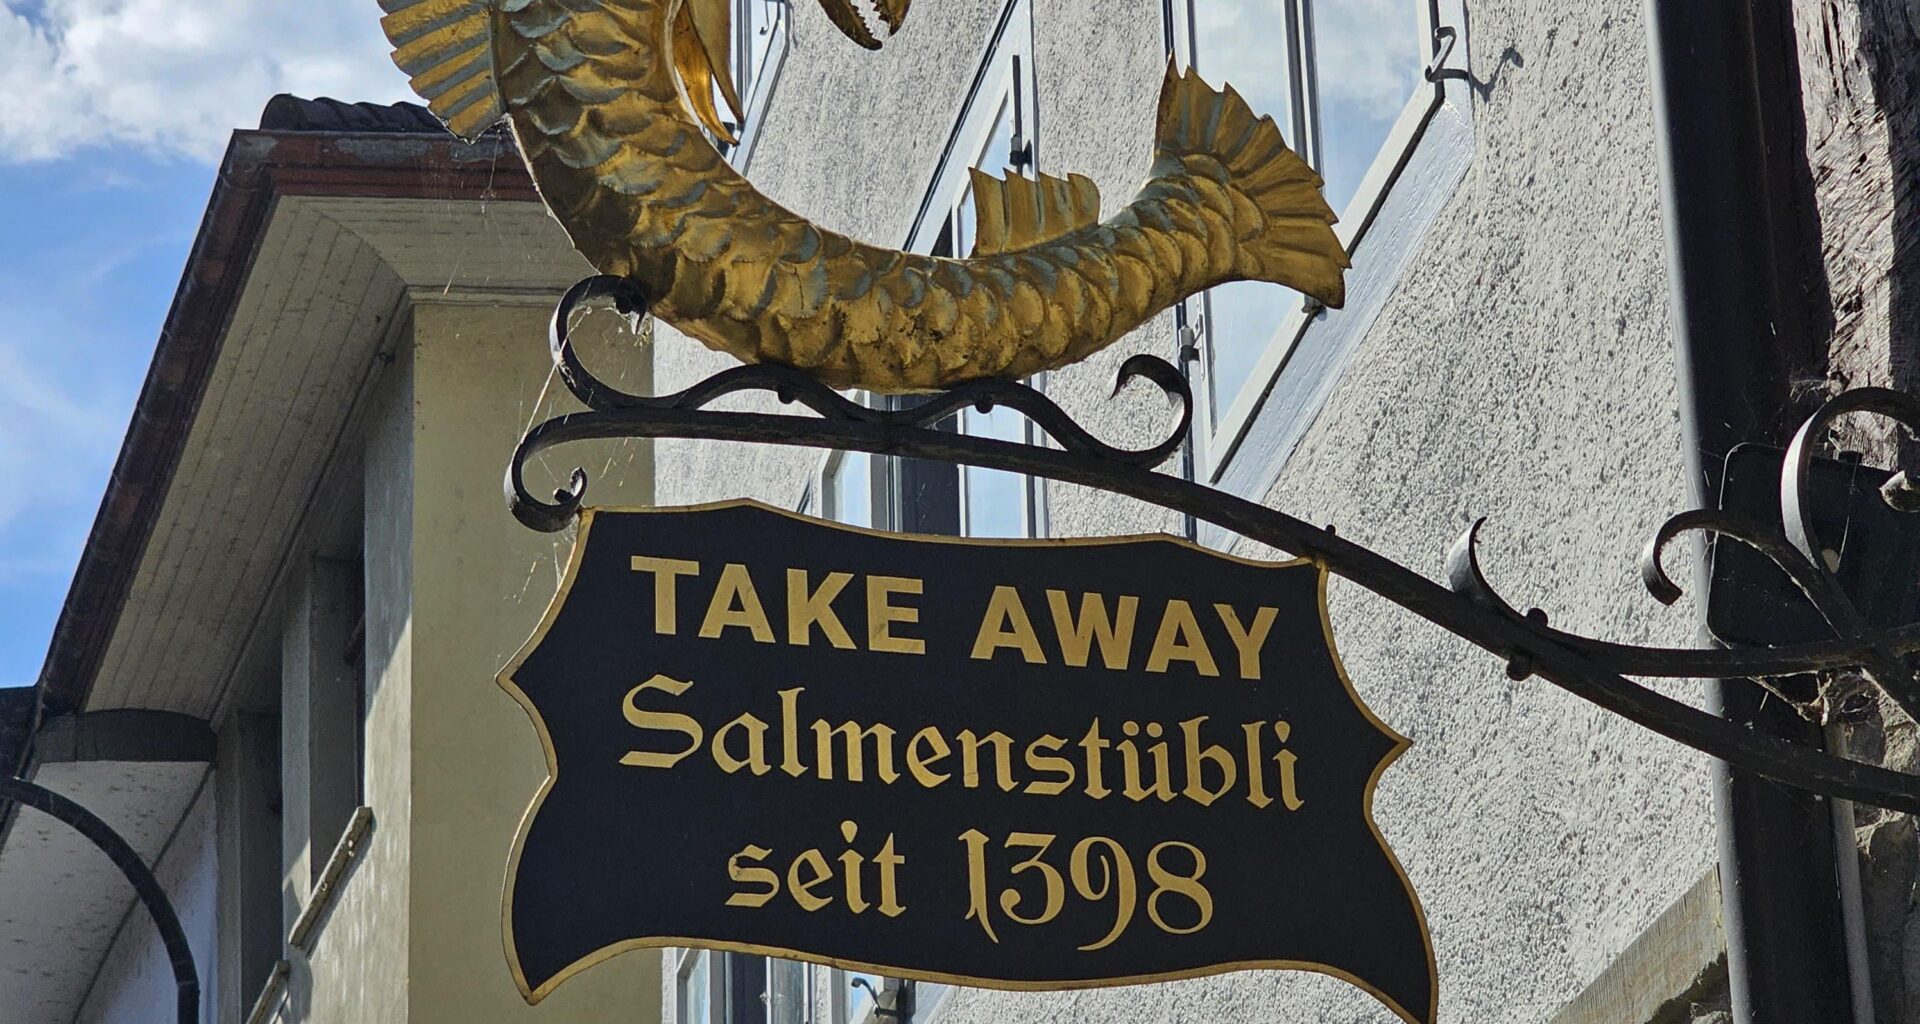 TAKE AWAY
Salmenstübli
seit 1398